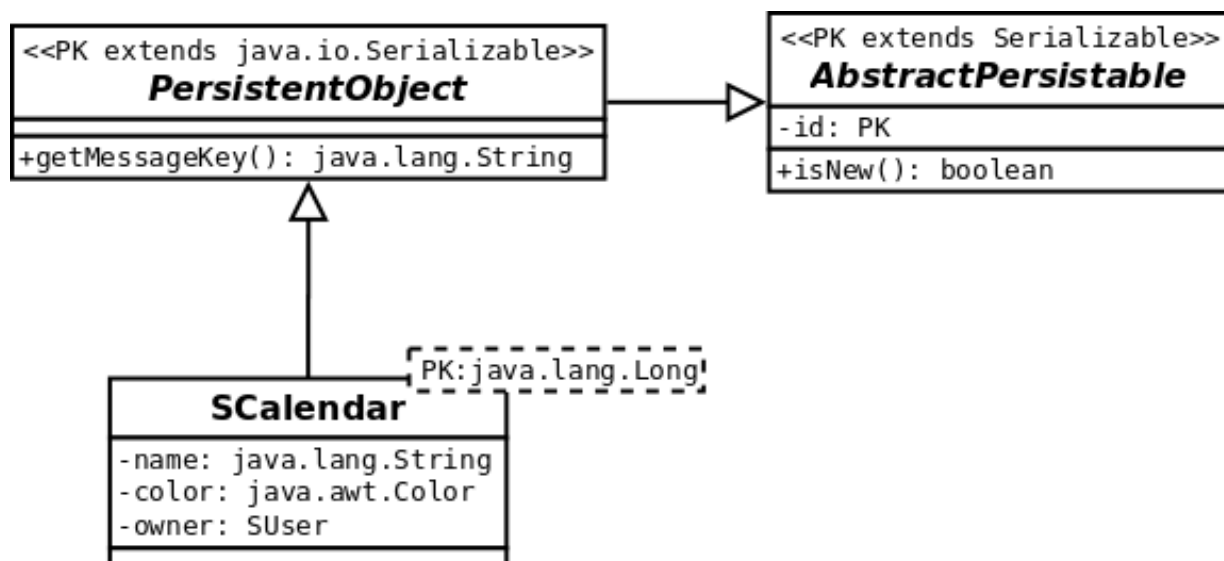 <<PK extends java.io.Serializable>>
PersistentObject
+getMessageKey(): java.lang.String
<<PK extends Serializable>>
AbstractPersistable
-id: PK
+isNew(): boolean
PK:java.lang.Long
SCalendar
-name: java.lang.String
-color: java.awt.Color
-owner: SUser